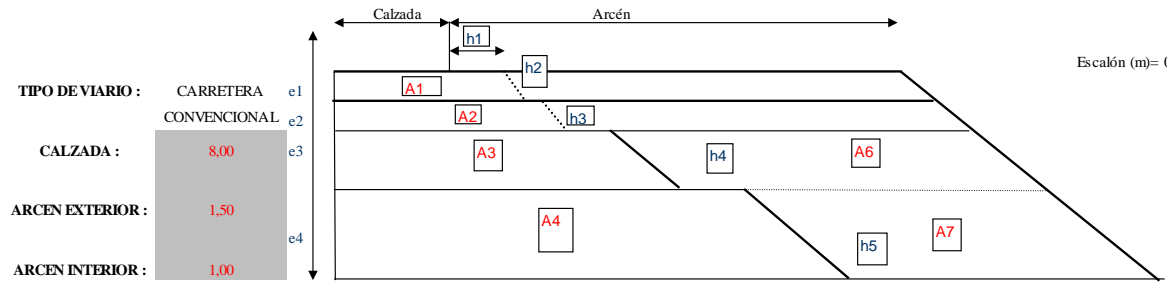 Calzada Arcén
h1
h2
Escalón (m)=
A1
TIPO DE VIARIO : CARRETERA e1
CONVENCIONAL e2
A2
h3
CALZADA : 8,00 e3
A3
h4
A6
ARCEN EXTERIOR : 1,50
A4
e4
A7
h5
ARCEN INTERIOR : 1,00